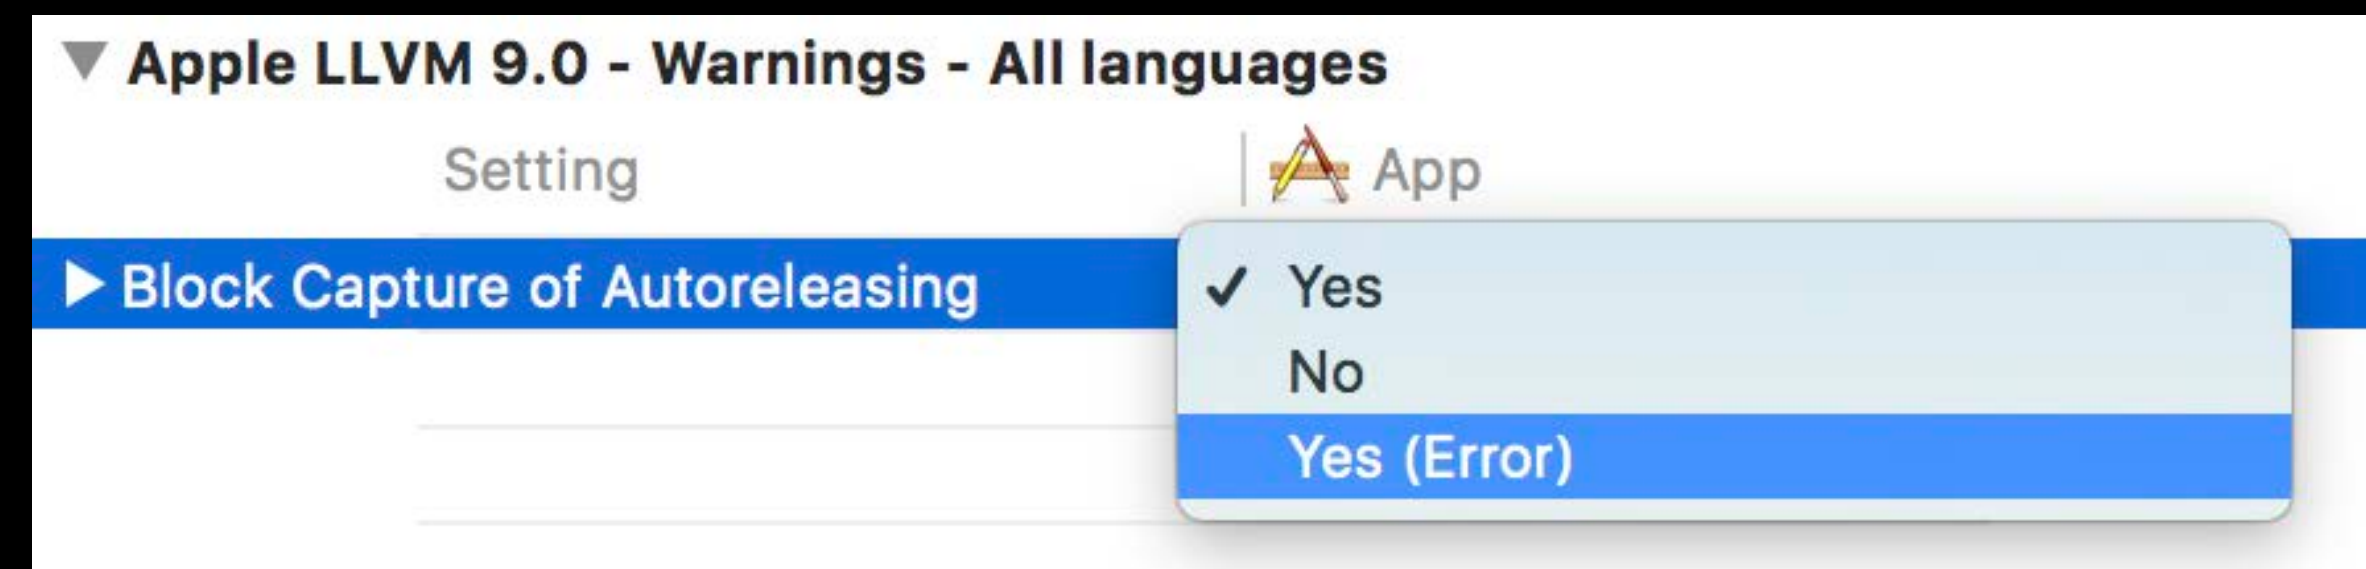 Apple LLVM 9.0 - Warnings - All languages
Setting App
Block Capture of Autoreleasing
✓ Yes
No
Yes (Error)